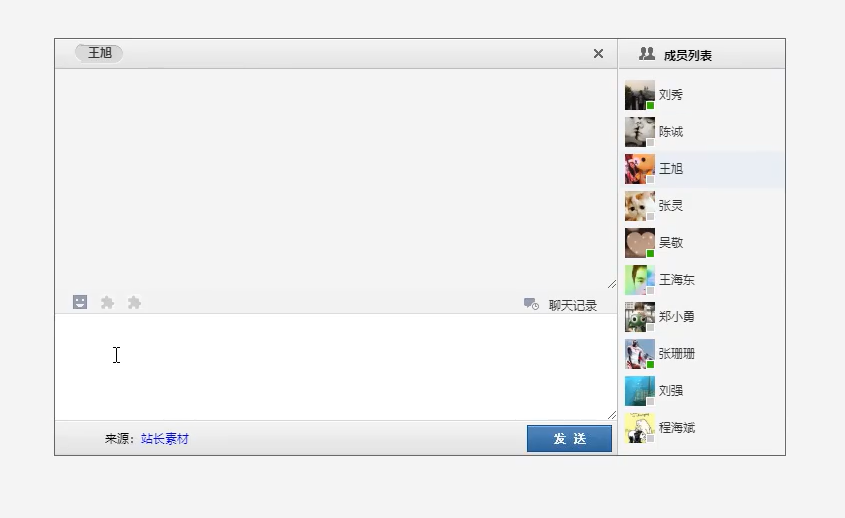 王旭
成员列表
刘秀
陈诚
王旭
张灵
吴敬
王海东
郑小勇
张珊珊
刘强
程海斌
聊天记录
来源：站长素材
发 送